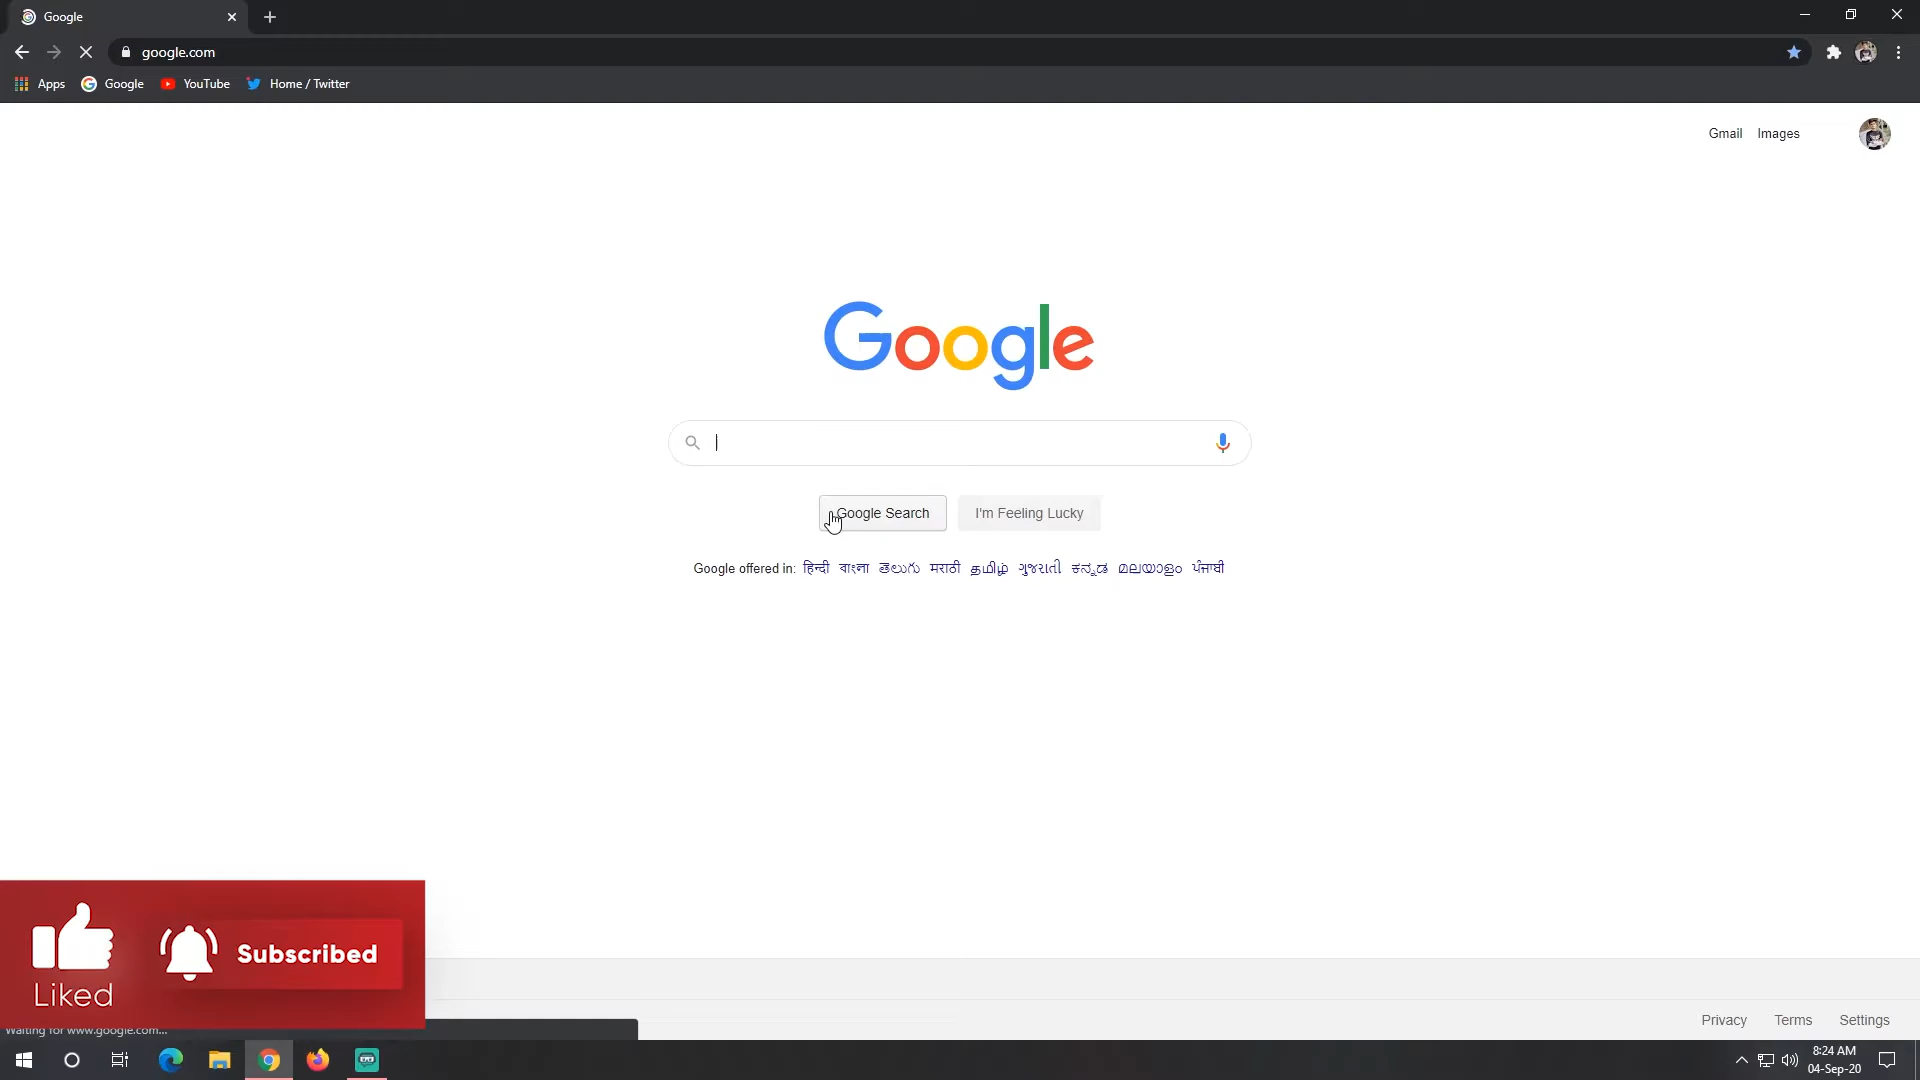 Google
google.com
Apps Google YouTube Home / Twitter
Gmail Images
Google
Google Search I'm Feeling Lucky
Google offered in: हिन्दी বাংলা తెలుగు मराठी தமிழ் ગુજરાતી ಕನ್ನಡ മലയാളം ਪੰਜਾਬੀ
Liked
Subscribed
Waiting for www.google.com...
Privacy Terms Settings
8:24 AM
04-Sep-20